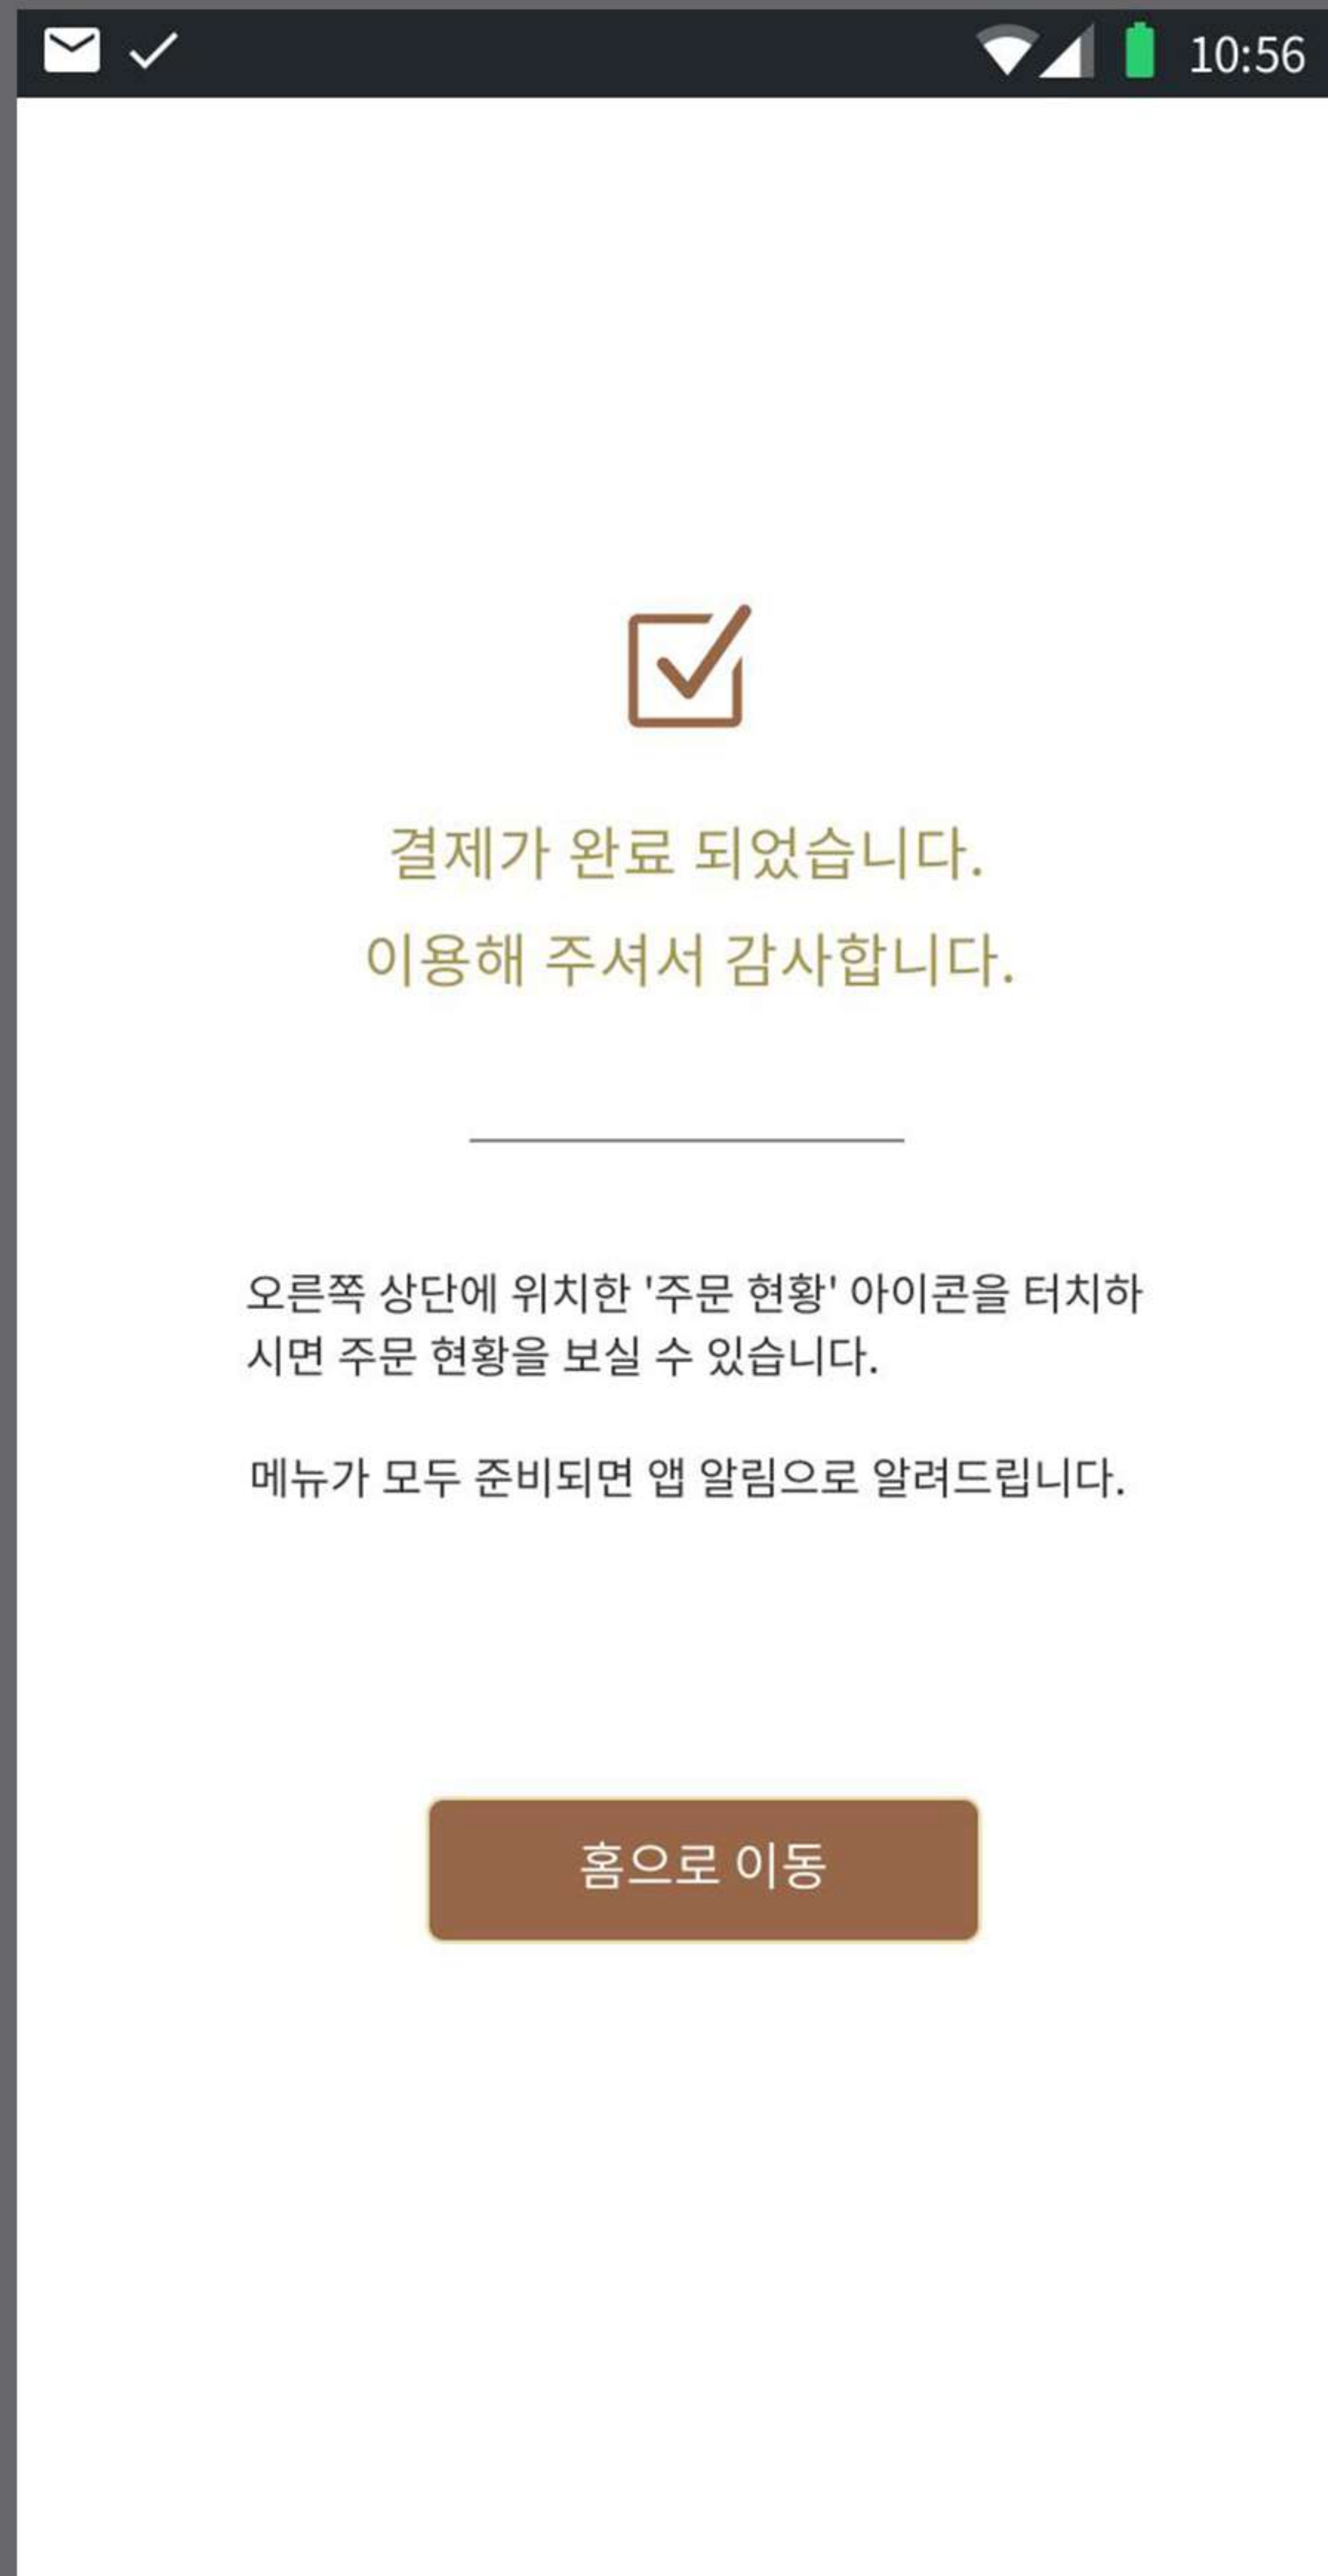 10:56
결제가 완료 되었습니다.
이용해 주셔서 감사합니다.
오른쪽 상단에 위치한 '주문 현황' 아이콘을 터치하
시면 주문 현황을 보실 수 있습니다.
메뉴가 모두 준비되면 앱 알림으로 알려드립니다.
홈으로 이동